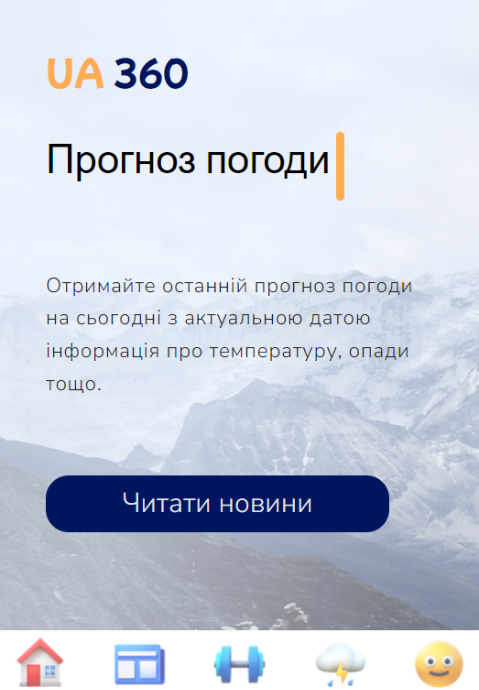 UA 360
Прогноз погоди
Отримайте останній прогноз погоди
на сьогодні з актуальною датою
інформація про температуру, опади
тощо.
Читати новини